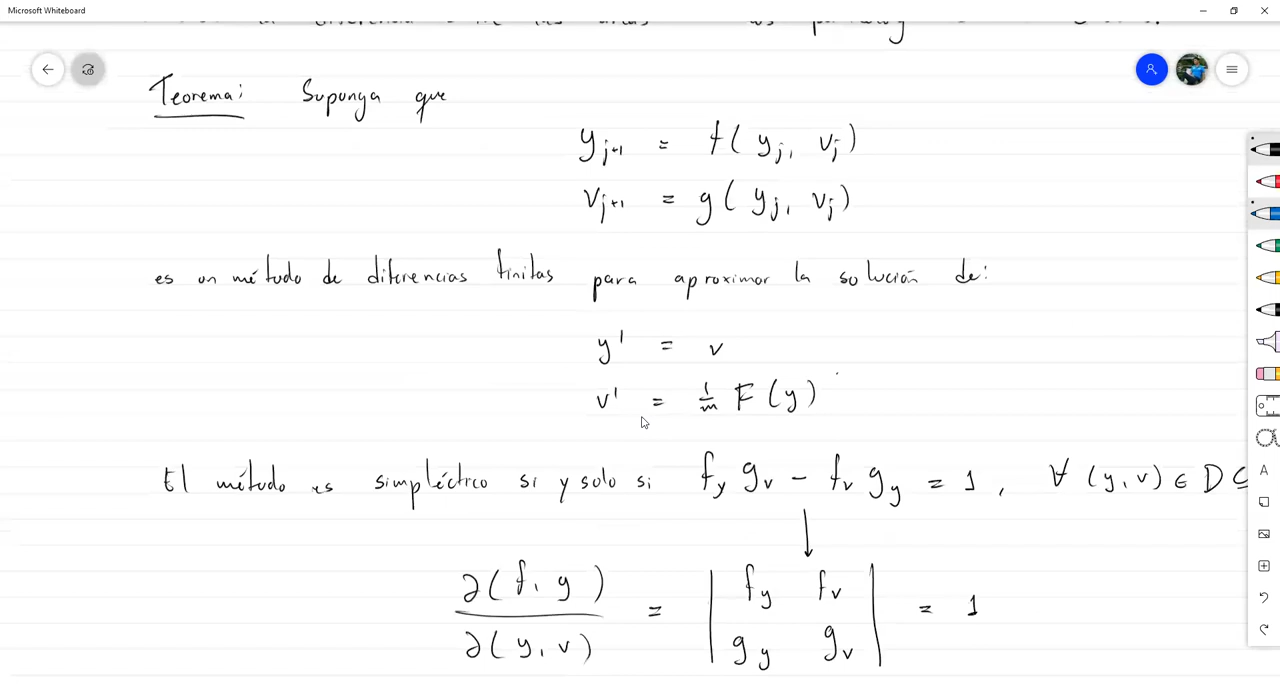 Microsoft Whiteboard
la diferencia
Teorema: Suponga que
y_{j+1} = f(y_j, v_j)
v_{j+1} = g(y_j, v_j)
es un método de diferencias finitas para aproximar la solución de:
y' = v
v' = 1/m F(y)
El método es simpléctico si y solo si f_y g_v - f_v g_y = 1, ∀ (y, v) ∈ D ⊆
↓
∂(f, g) / ∂(y, v) = | f_y f_v ; g_y g_v | = 1